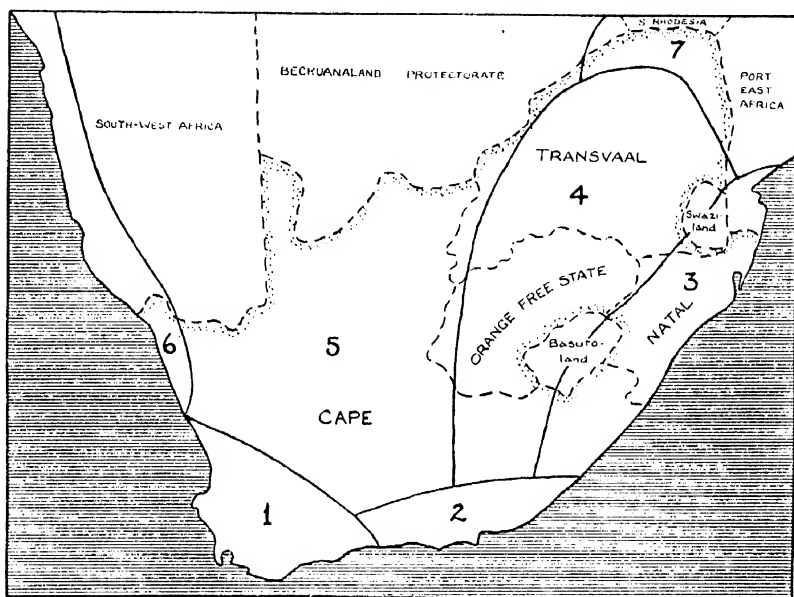 S. RHODESIA
7
BECHUANALAND PROTECTORATE
PORT
EAST
AFRICA
SOUTH-WEST AFRICA
TRANSVAAL
4
Swazi-
land
3
ORANGE FREE STATE
NATAL
6
5
Basuto-
land
CAPE
1
2